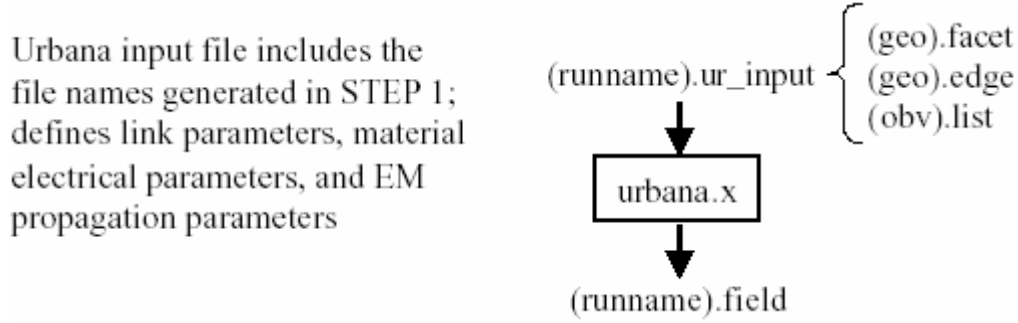 Urbana input file includes the
file names generated in STEP 1;
defines link parameters, material
electrical parameters, and EM
propagation parameters
(runname).ur_input
(geo).facet
(geo).edge
(obv).list
urbana.x
(runname).field